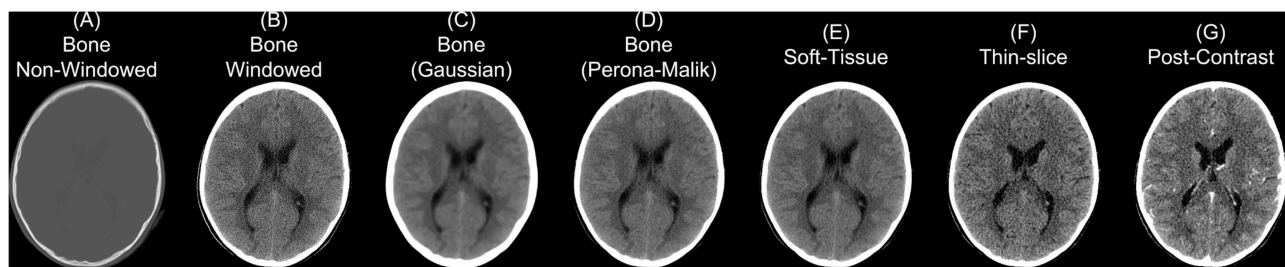 (A)
Bone
Non-Windowed
(B)
Bone
Windowed
(C)
Bone
(Gaussian)
(D)
Bone
(Perona-Malik)
(E)
Soft-Tissue
(F)
Thin-slice
(G)
Post-Contrast